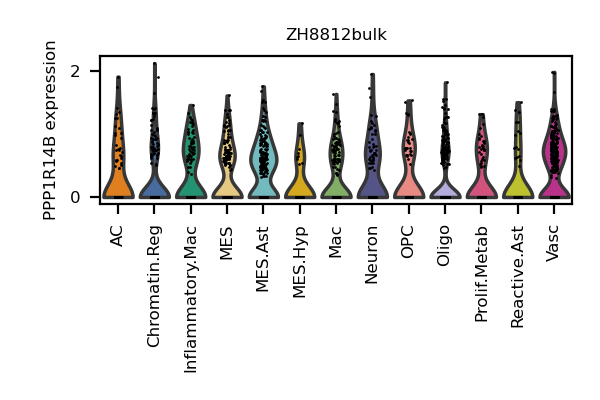 ZH8812bulk
PPP1R14B expression
2
0
AC
Chromatin.Reg
Inflammatory.Mac
MES
MES.Ast
MES.Hyp
Mac
Neuron
OPC
Oligo
Prolif.Metab
Reactive.Ast
Vasc